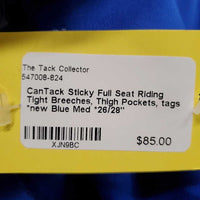 The Tack Collector
547008-824
CanTack Sticky Full Seat Riding
Tight Breeches, Thigh Pockets, tags
*new Blue Med *26/28"
$85.00
XJN9BC